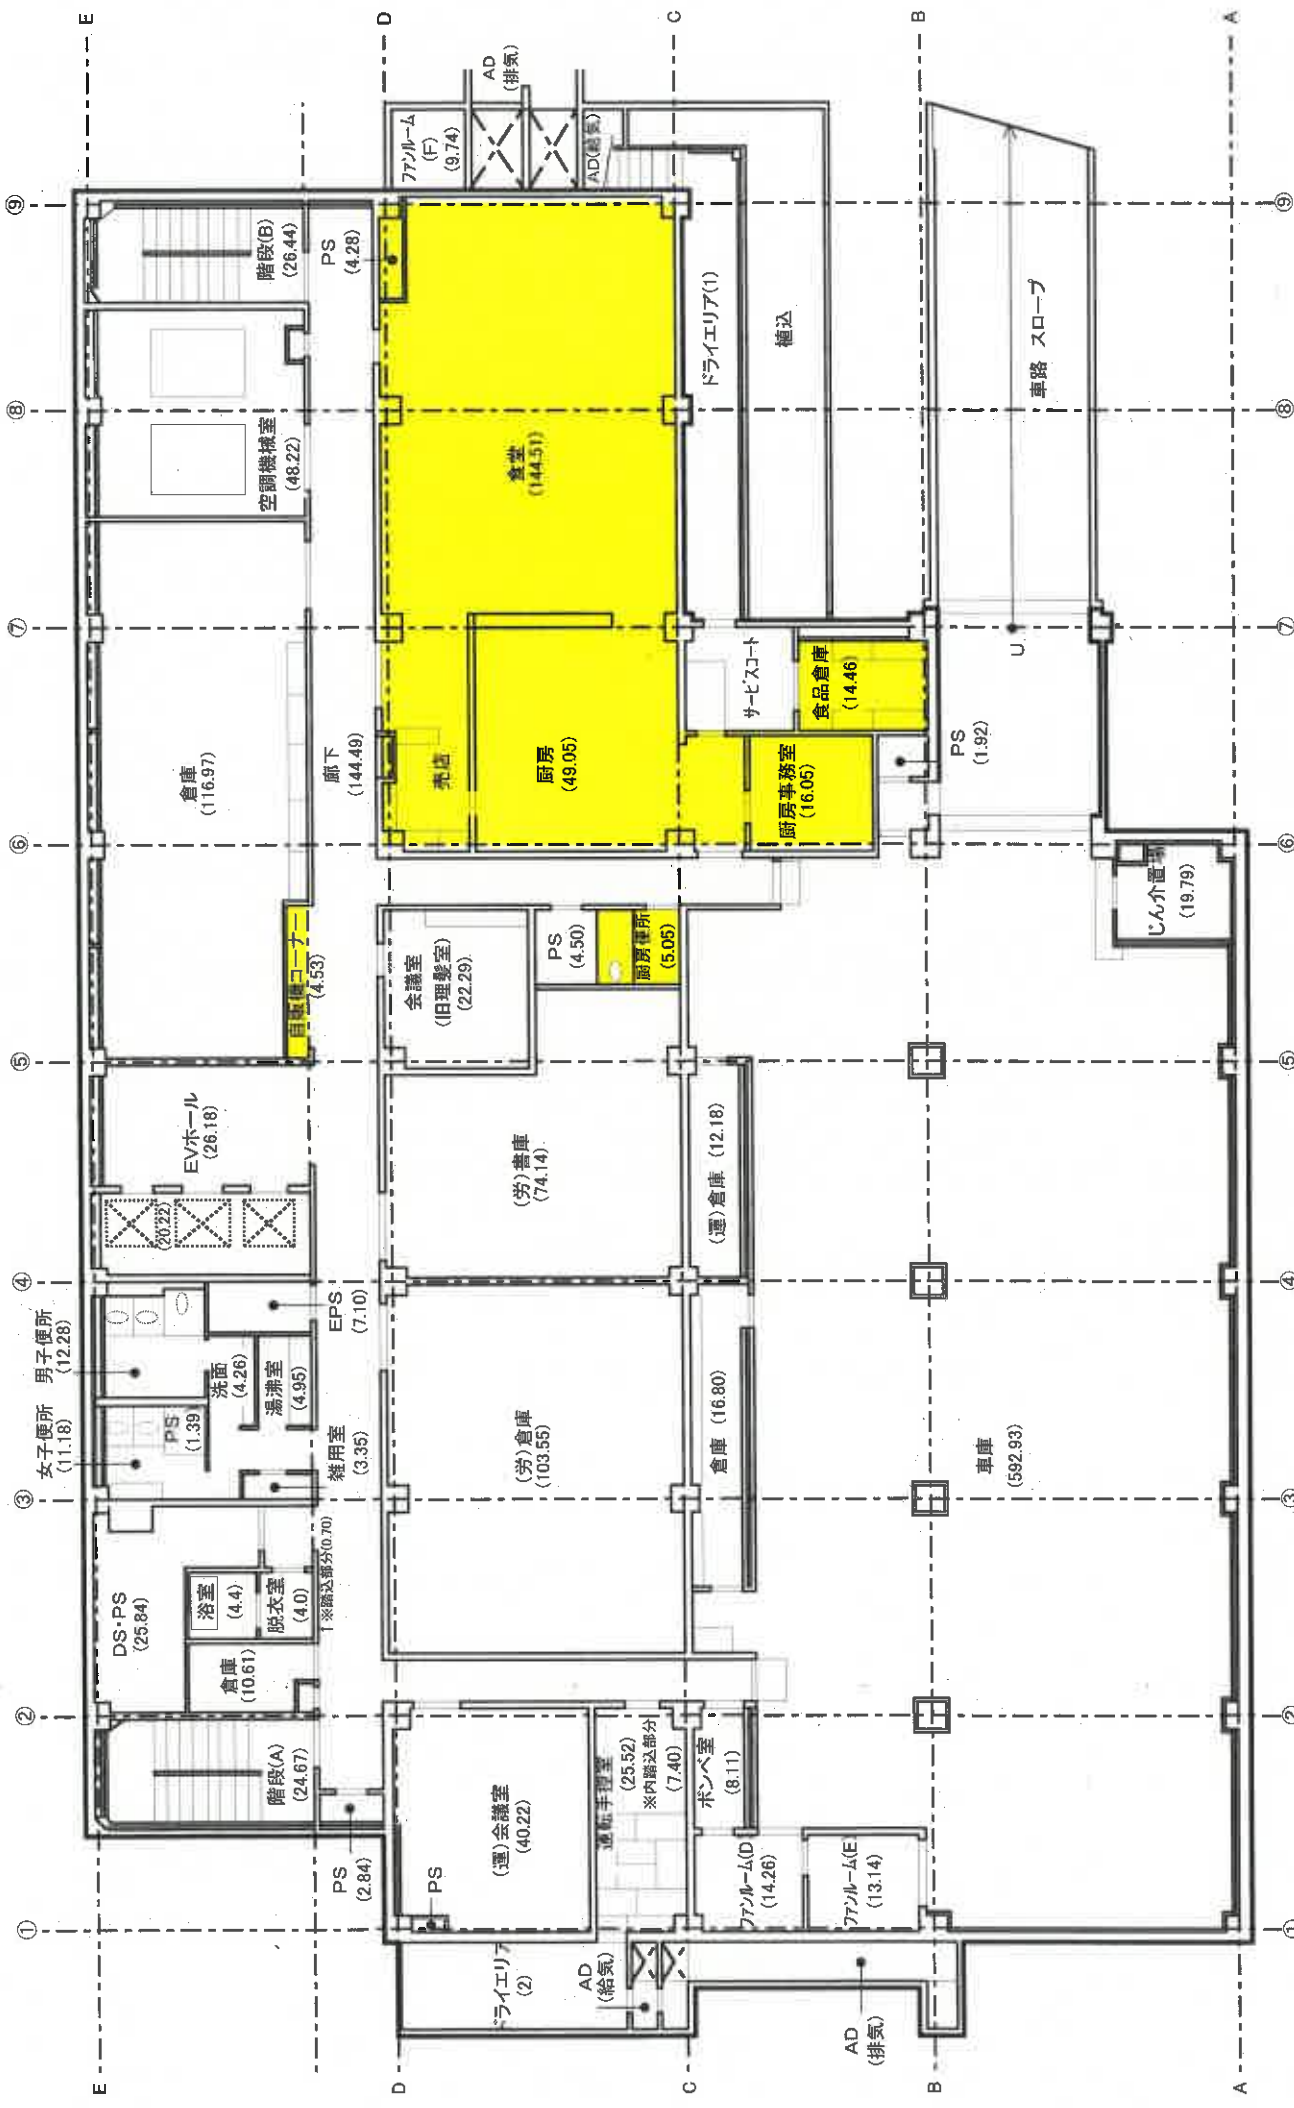 E
D
C
B
A
①
②
③
④
⑤
⑥
⑦
⑧
⑨
階段(A)
(24.67)
PS
(2.84)
DS・PS
(25.84)
倉庫
(10.61)
浴室
(4.4)
脱衣室
(4.0)
↑※踏込部分(0.70)
女子便所
(11.18)
男子便所
(12.28)
PS
(1.39)
洗面
(4.26)
湯沸室
(4.95)
雑用室
(3.35)
EPS
(7.10)
(20.22)
EVホール
(26.18)
自販機コーナー
(4.53)
倉庫
(116.97)
廊下
(144.49)
空調機械室
(48.22)
階段(B)
(26.44)
PS
(4.28)
ファンルーム
(F)
(9.74)
AD
(排気)
AD(給気)
PS
(運)会議室
(40.22)
運転手控室
(25.52)
※内踏込部分
(7.40)
(労)倉庫
(103.55)
(労)書庫
(74.14)
会議室
(旧理髪室)
(22.29)
PS
(4.50)
厨房便所
(5.05)
売店
厨房
(49.05)
食堂
(144.51)
ドライエリア
(2)
AD
(給気)
AD
(排気)
ボンベ室
(8.11)
ファンルーム(D)
(14.26)
ファンルーム(E)
(13.14)
倉庫 (16.80)
(運)倉庫 (12.18)
厨房事務室
(16.05)
サービスコート
食品倉庫
(14.46)
PS
(1.92)
ドライエリア(1)
植込
車路 スロープ
U
車庫
(592.93)
じん介置場
(19.79)
①
②
③
④
⑤
⑥
⑦
⑧
⑨
E
D
C
B
A